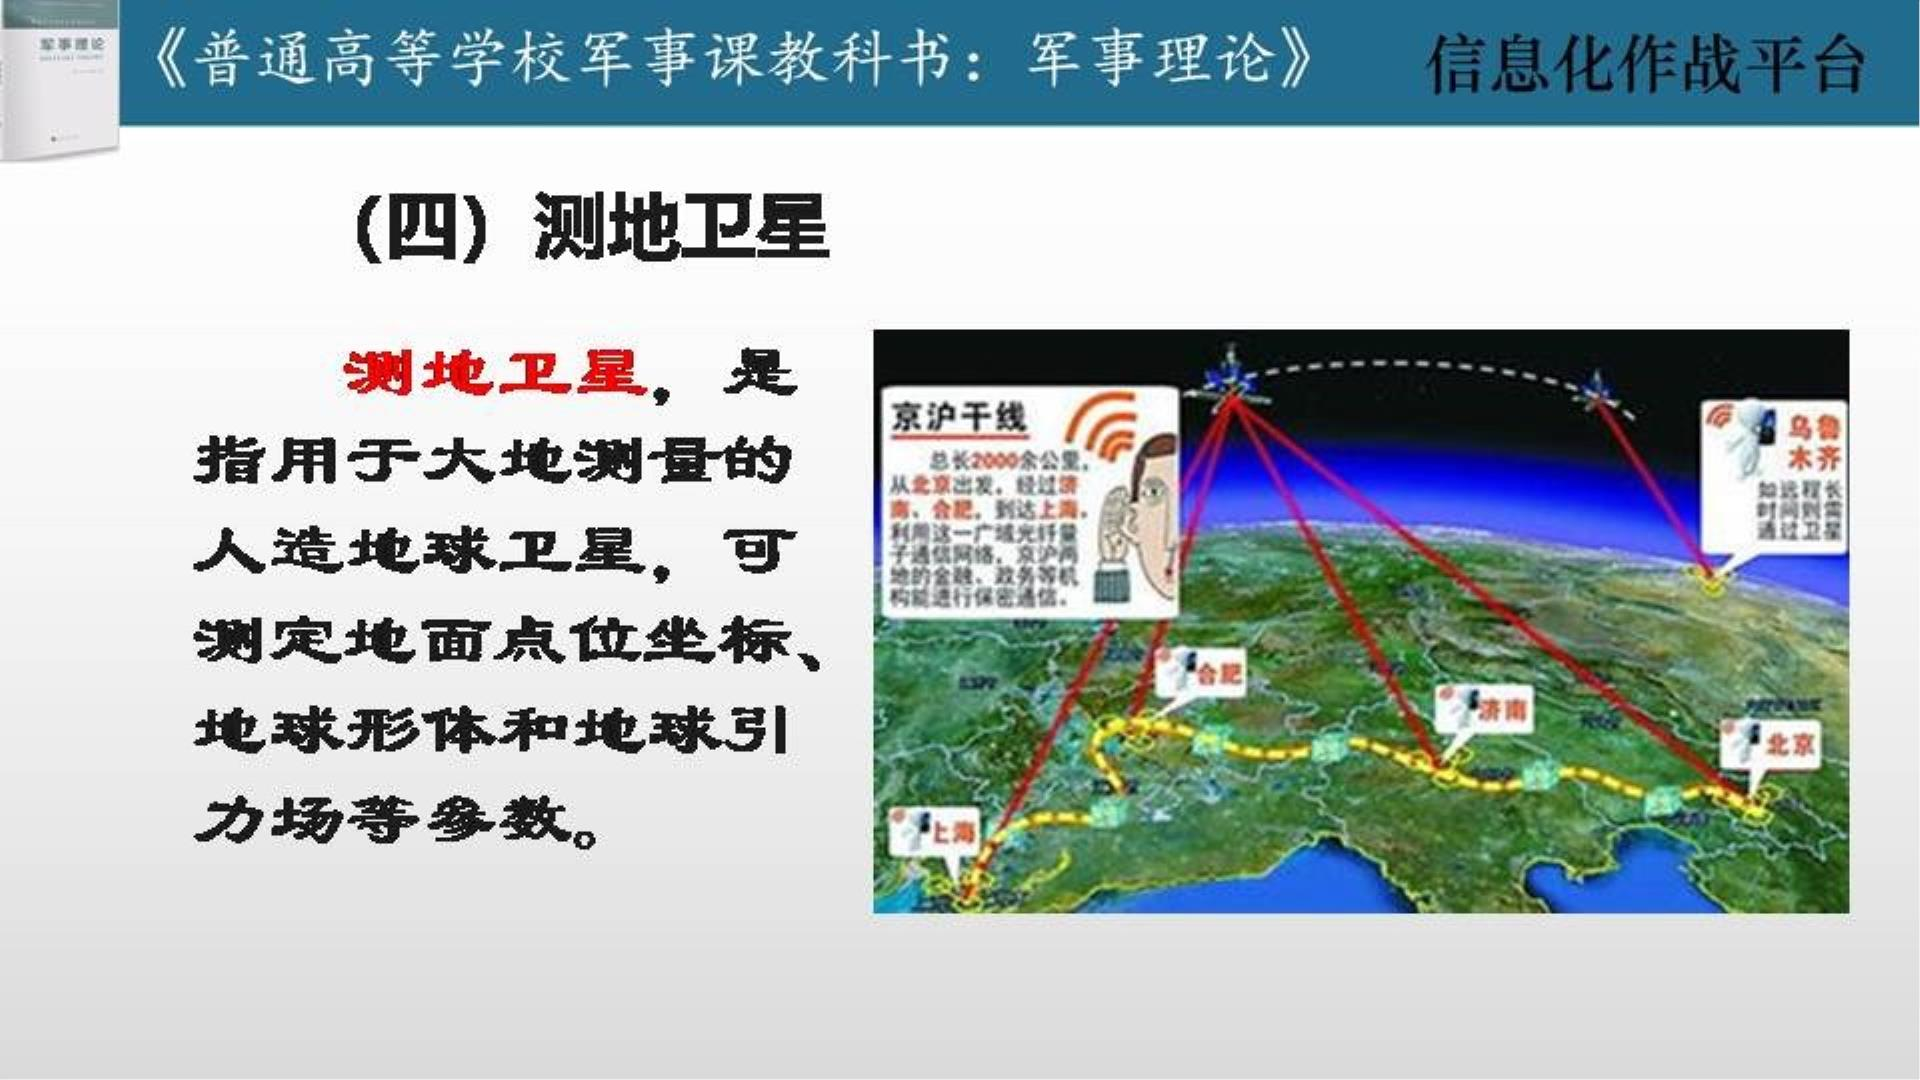 军事理论
《普通高等学校军事课教科书：军事理论》
信息化作战平台
(四) 测地卫星
测地卫星，是
指用于大地测量的
人造地球卫星，可
测定地面点位坐标、
地球形体和地球引
力场等参数。
京沪干线
总长2000余公里，
从北京出发，经过济
南、合肥，到达上海，
利用这一广域光纤量
子通信网络，京沪两
地的金融、政务等机
构能进行保密通信。
乌鲁
木齐
如远程长
时间则需
通过卫星
合肥
济南
北京
上海